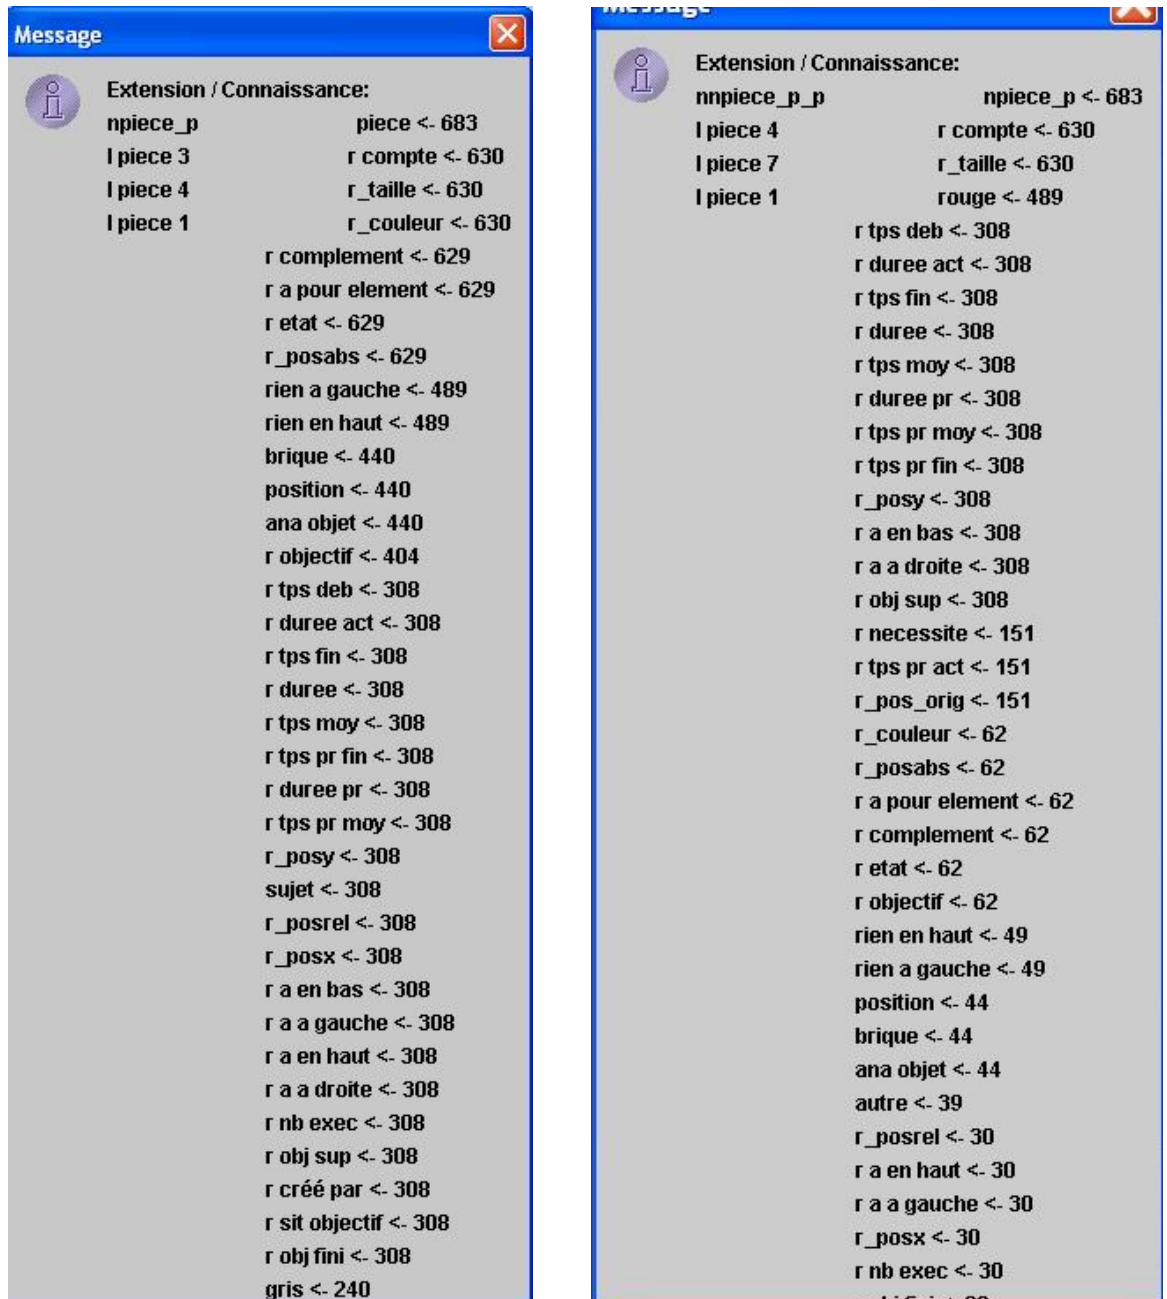 Message
Extension / Connaissance:
npiece_p piece <- 683
I piece 3 r compte <- 630
I piece 4 r_taille <- 630
I piece 1 r_couleur <- 630
r complement <- 629
r a pour element <- 629
r etat <- 629
r_posabs <- 629
rien a gauche <- 489
rien en haut <- 489
brique <- 440
position <- 440
ana objet <- 440
r objectif <- 404
r tps deb <- 308
r duree act <- 308
r tps fin <- 308
r duree <- 308
r tps moy <- 308
r tps pr fin <- 308
r duree pr <- 308
r tps pr moy <- 308
r_posy <- 308
sujet <- 308
r_posrel <- 308
r_posx <- 308
r a en bas <- 308
r a a gauche <- 308
r a en haut <- 308
r a a droite <- 308
r nb exec <- 308
r obj sup <- 308
r créé par <- 308
r sit objectif <- 308
r obj fini <- 308
gris <- 240
Message
Extension / Connaissance:
nnpiece_p_p npiece_p <- 683
I piece 4 r compte <- 630
I piece 7 r_taille <- 630
I piece 1 rouge <- 489
r tps deb <- 308
r duree act <- 308
r tps fin <- 308
r duree <- 308
r tps moy <- 308
r duree pr <- 308
r tps pr moy <- 308
r tps pr fin <- 308
r_posy <- 308
r a en bas <- 308
r a a droite <- 308
r obj sup <- 308
r necessite <- 151
r tps pr act <- 151
r_pos_orig <- 151
r_couleur <- 62
r_posabs <- 62
r a pour element <- 62
r complement <- 62
r etat <- 62
r objectif <- 62
rien en haut <- 49
rien a gauche <- 49
position <- 44
brique <- 44
ana objet <- 44
autre <- 39
r_posrel <- 30
r a en haut <- 30
r a a gauche <- 30
r_posx <- 30
r nb exec <- 30